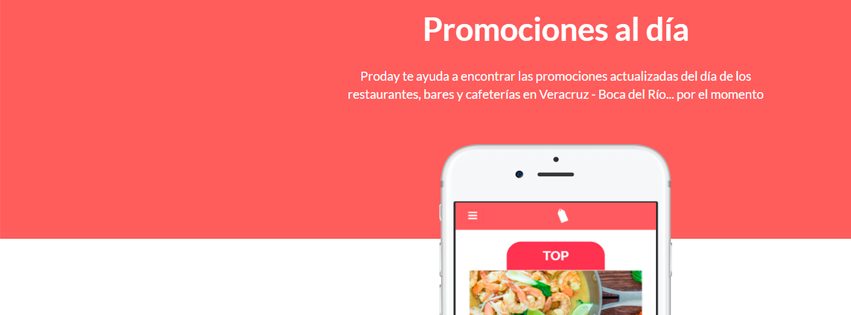 Promociones al día
Proday te ayuda a encontrar las promociones actualizadas del día de los
restaurantes, bares y cafeterías en Veracruz - Boca del Río... por el momento
TOP